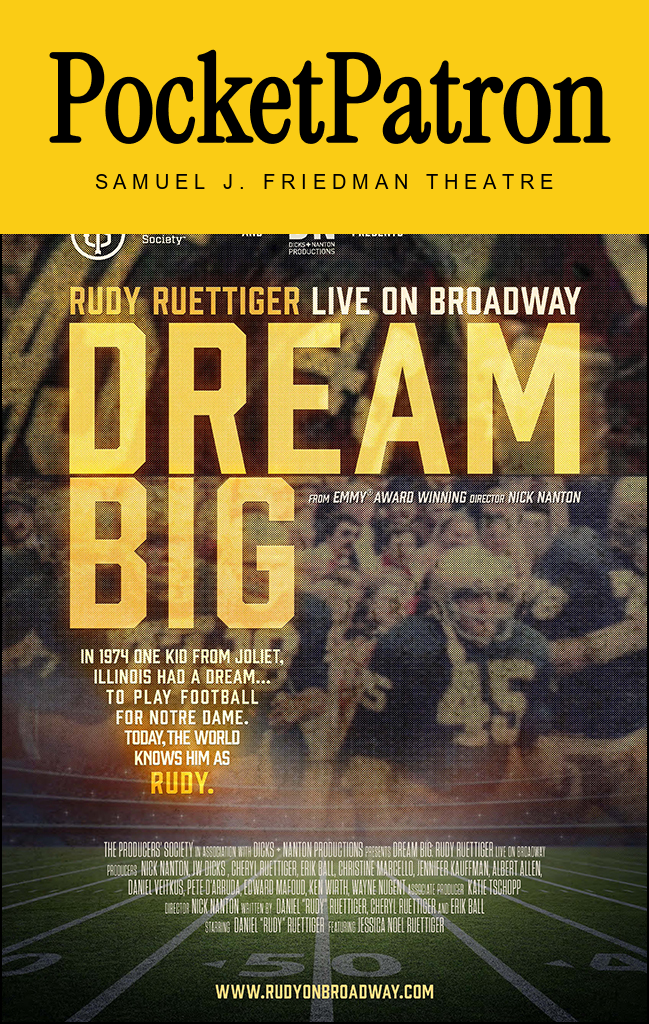 PocketPatron
SAMUEL J. FRIEDMAN THEATRE
Society
DICKS + NANTON
PRODUCTIONS
RUDY RUETTIGER LIVE ON BROADWAY
DREAM
BIG
FROM EMMY® AWARD WINNING DIRECTOR NICK NANTON
IN 1974 ONE KID FROM JOLIET,
ILLINOIS HAD A DREAM...
TO PLAY FOOTBALL
FOR NOTRE DAME.
TODAY, THE WORLD
KNOWS HIM AS
RUDY.
45
THE PRODUCERS' SOCIETY IN ASSOCIATION WITH DICKS + NANTON PRODUCTIONS PRESENTS DREAM BIG: RUDY RUETTIGER LIVE ON BROADWAY
PRODUCERS NICK NANTON, JW DICKS, CHERYL RUETTIGER, ERIK BALL, CHRISTINE MARCELLO, JENNIFER KAUFMAN, ALBERT ALLEN,
DANIEL VEITKUS, PETE D'ARRUDA, EDWARD MAFOUD, KEN WIRTH, WAYNE NUGENT ASSOCIATE PRODUCER KATIE TSCHOPP
DIRECTOR NICK NANTON WRITTEN BY DANIEL "RUDY" RUETTIGER, CHERYL RUETTIGER AND ERIK BALL
STARRING DANIEL "RUDY" RUETTIGER FEATURING JESSICA NOEL RUETTIGER
50
WWW.RUDYONBROADWAY.COM